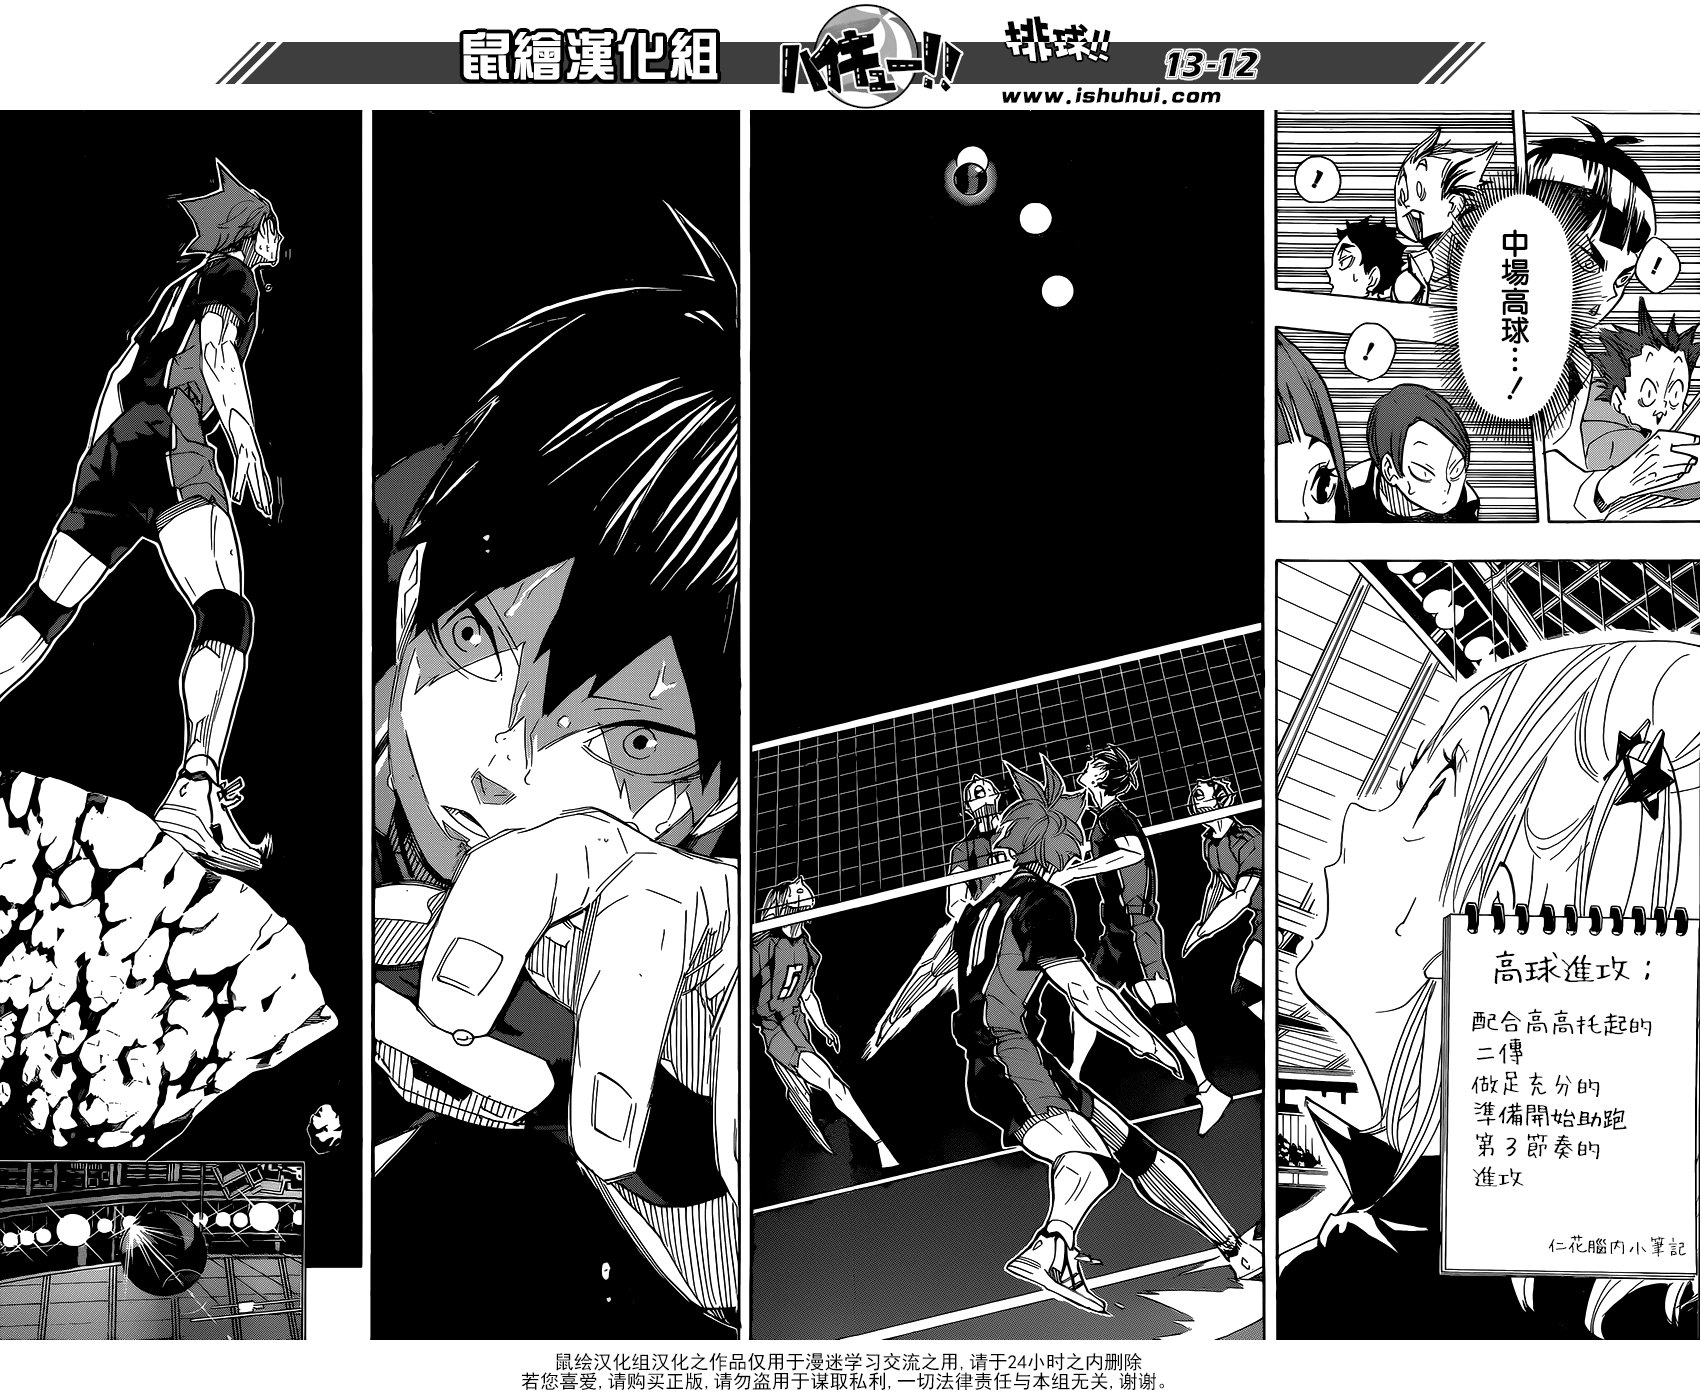 鼠繪漢化組
ハイキュー!!
排球!!
13-12
www.ishuhui.com
!
!
!
中場高球…!
高球進攻：
配合高高托起的
二傳
做足充分的
準備開始助跑
第3節奏的
進攻
仁花腦內小筆記
鼠绘汉化组汉化之作品仅用于漫迷学习交流之用,请于24小时之内删除
若您喜爱,请购买正版,请勿盗用于谋取私利,一切法律责任与本组无关,谢谢。